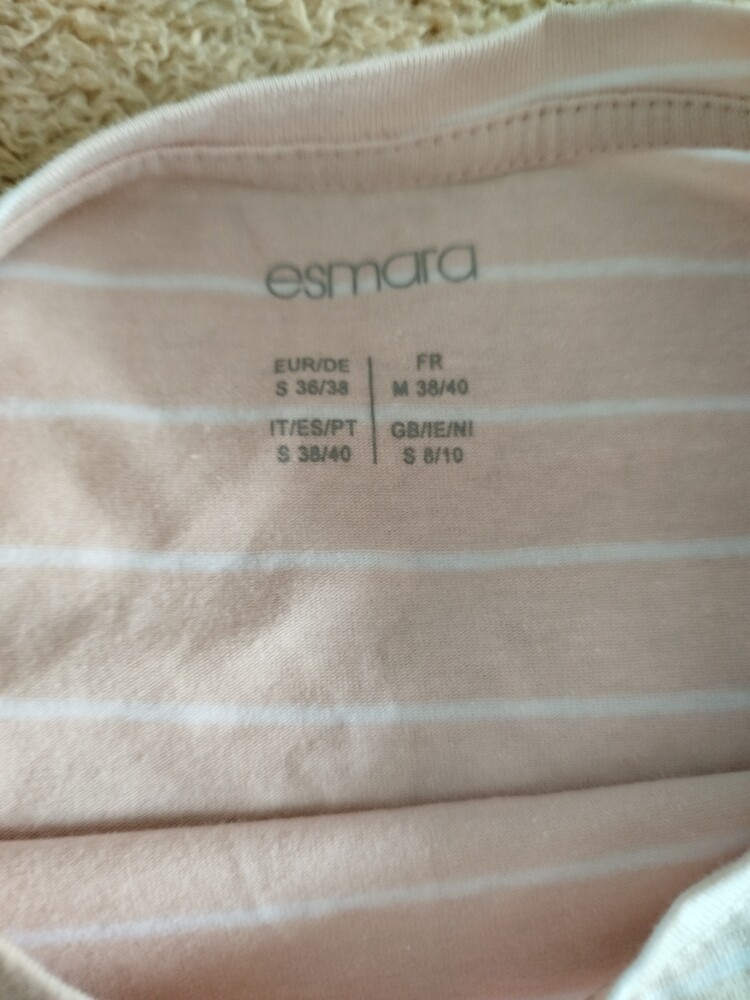 esmara
EUR/DE
S 36/38
FR
M 38/40
IT/ES/PT
S 38/40
GB/IE/NI
S 8/10